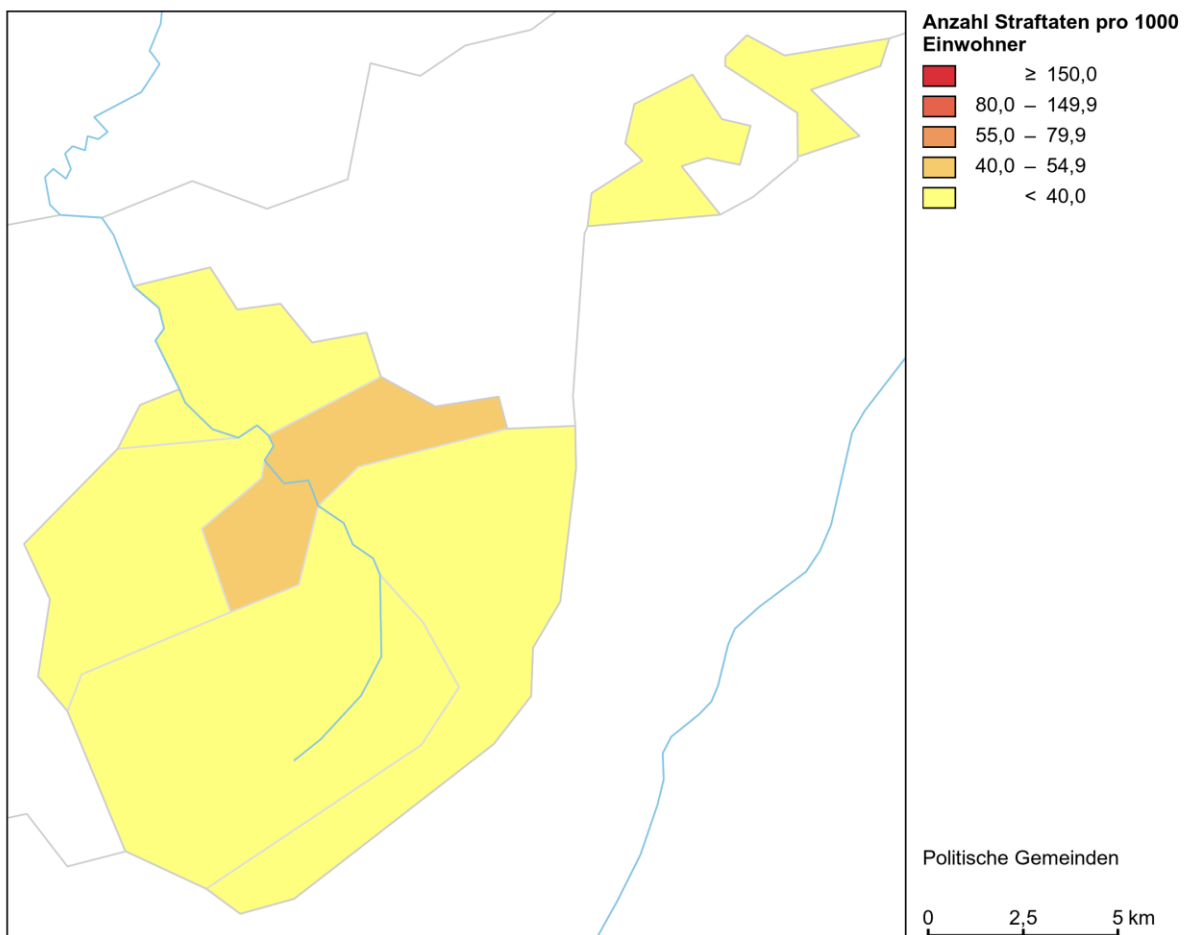 Anzahl Straftaten pro 1000
Einwohner
≥ 150,0
80,0 – 149,9
55,0 – 79,9
40,0 – 54,9
< 40,0
Politische Gemeinden
0 2,5 5 km